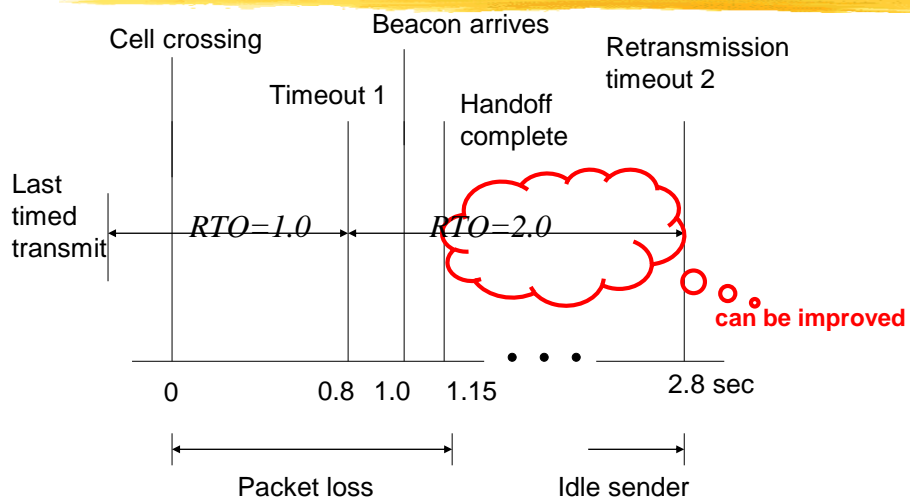 Cell crossing
Beacon arrives
Retransmission
timeout 2
Timeout 1
Handoff
complete
Last
timed
transmit
RTO=1.0
RTO=2.0
can be improved
0
0.8
1.0
1.15
2.8 sec
Packet loss
Idle sender